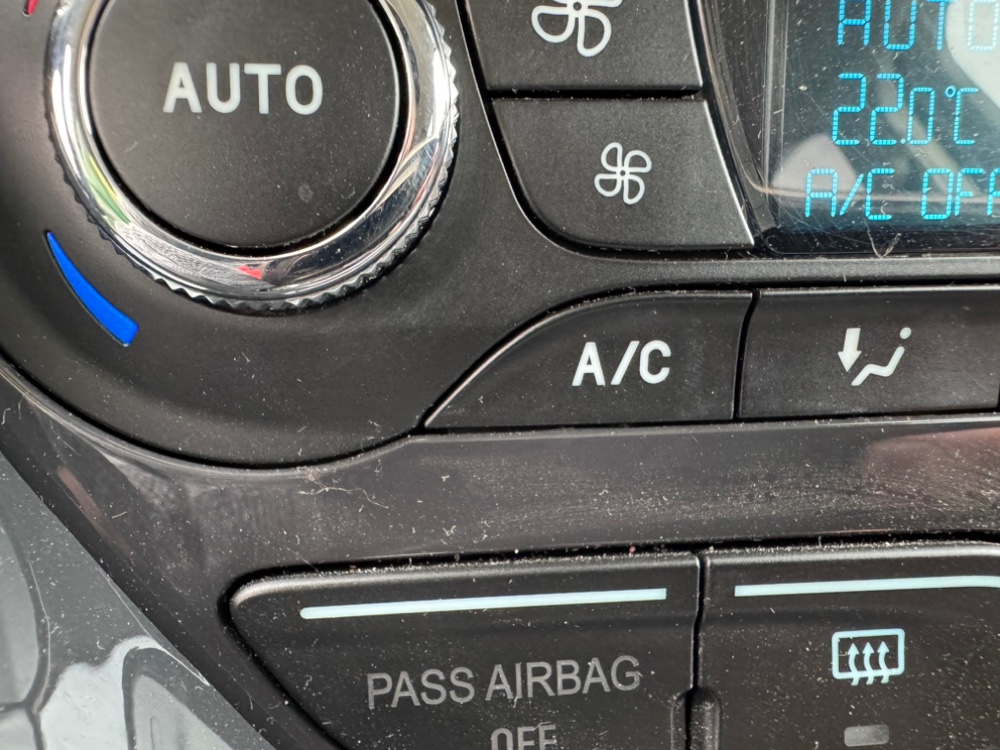 AUTO
AUTO
22.0°C
A/C OFF
A/C
PASS AIRBAG
OFF